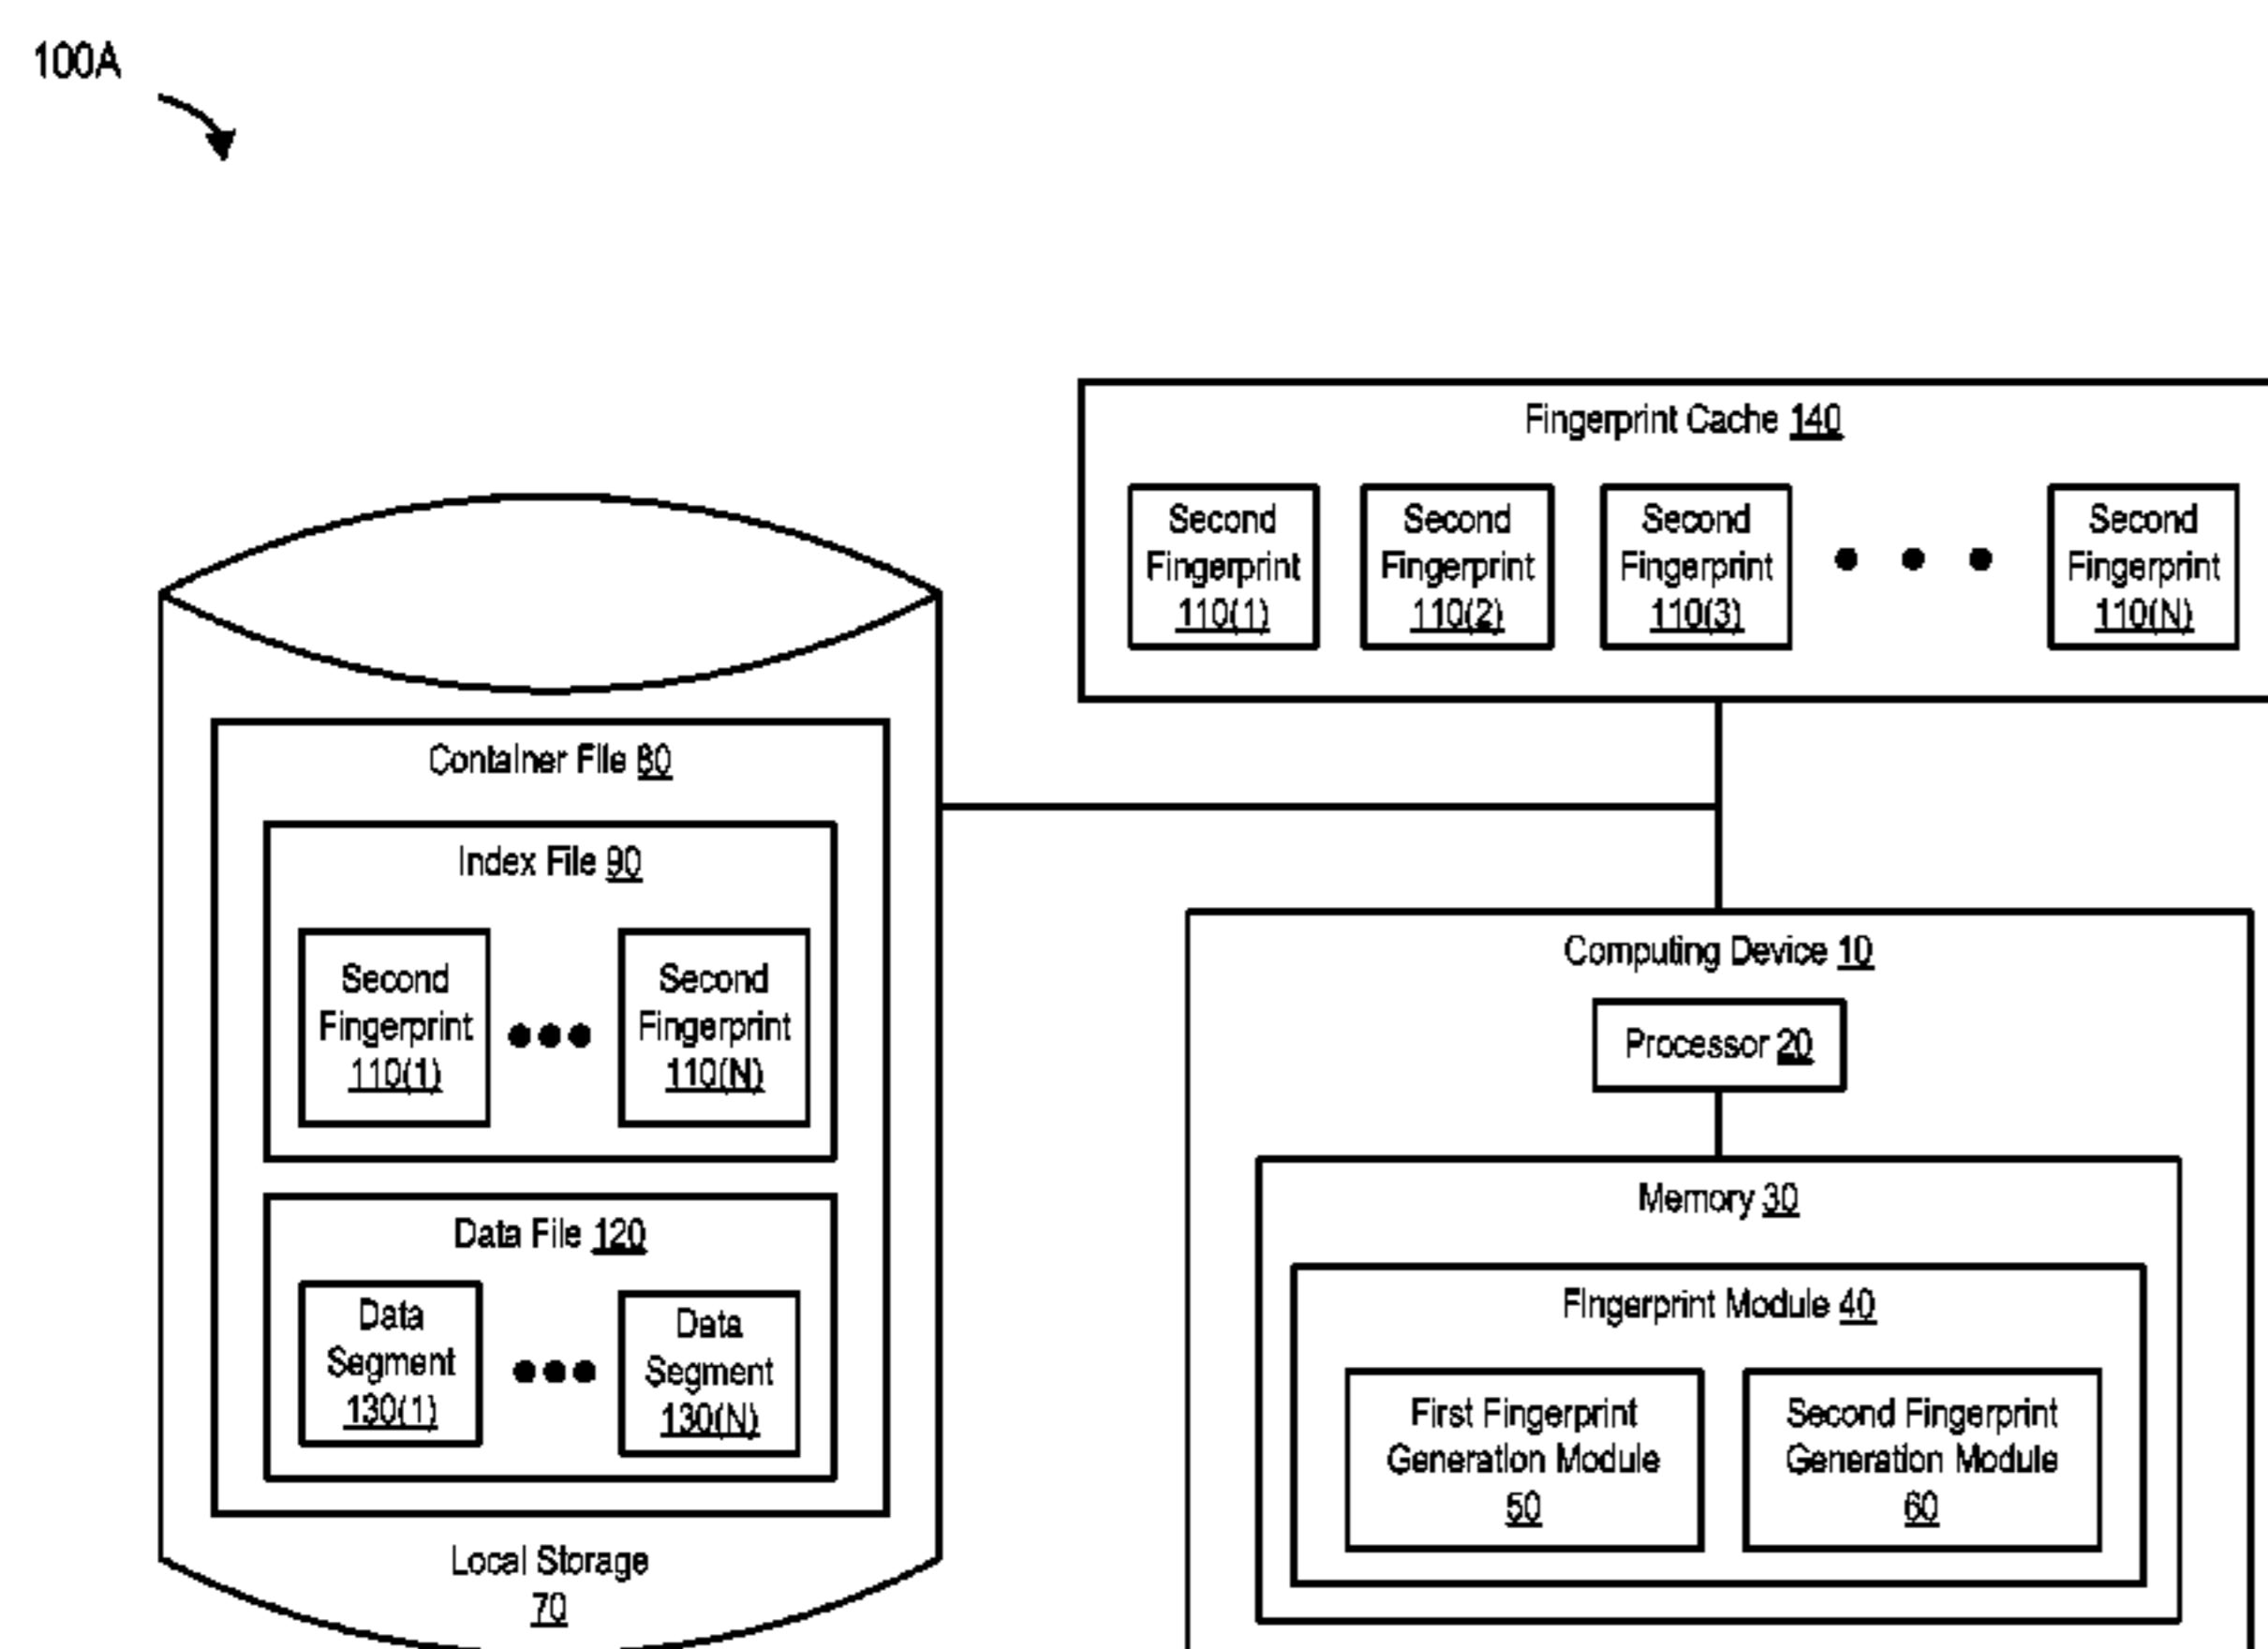 100A
Fingerprint Cache 140
Second
Fingerprint
110(1)
Second
Fingerprint
110(2)
Second
Fingerprint
110(3)
Second
Fingerprint
110(N)
Container File 80
Index File 90
Second
Fingerprint
110(1)
Second
Fingerprint
110(N)
Data File 120
Data
Segment
130(1)
Data
Segment
130(N)
Local Storage
70
Computing Device 10
Processor 20
Memory 30
Fingerprint Module 40
First Fingerprint
Generation Module
50
Second Fingerprint
Generation Module
60